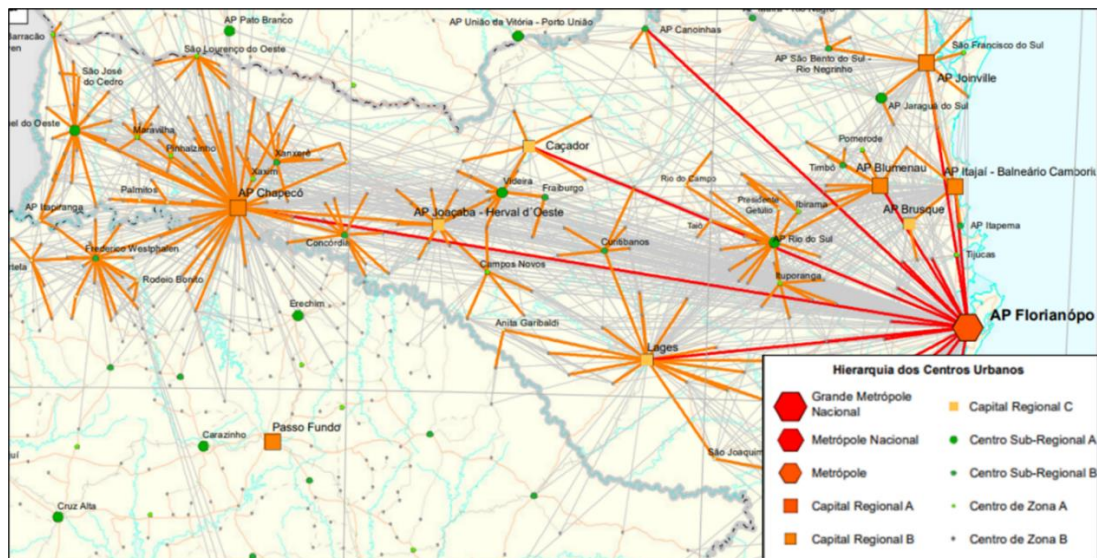 AP Pato Branco
AP União da Vitória - Porto União
AP Canoinhas
São Lourenço do Oeste
São Francisco do Sul
AP São Bento do Sul -
Rio Negrinho
AP Joinville
São José
do Cedro
AP Jaraguá do Sul
el do Oeste
Maravilha
Pinhalzinho
Xanxerê
Xaxim
Caçador
Pomerode
Timbó
AP Blumenau
AP Itajaí - Balneário Camboriú
Palmitos
AP Chapecó
Videira
Fraiburgo
Rio do Campo
Presidente
Getúlio
Ibirama
AP Itapiranga
AP Joaçaba - Herval d´Oeste
Taió
AP Brusque
AP Itapema
Concórdia
Curitibanos
AP Rio do Sul
Tijucas
Frederico Westphalen
Campos Novos
Ituporanga
Rodeio Bonito
Erechim
AP Florianópo
Anita Garibaldi
Lages
Carazinho
Passo Fundo
São Joaquim
Cruz Alta
Hierarquia dos Centros Urbanos
Grande Metrópole
Nacional
Metrópole Nacional
Metrópole
Capital Regional A
Capital Regional B
Capital Regional C
Centro Sub-Regional A
Centro Sub-Regional B
Centro de Zona A
Centro de Zona B